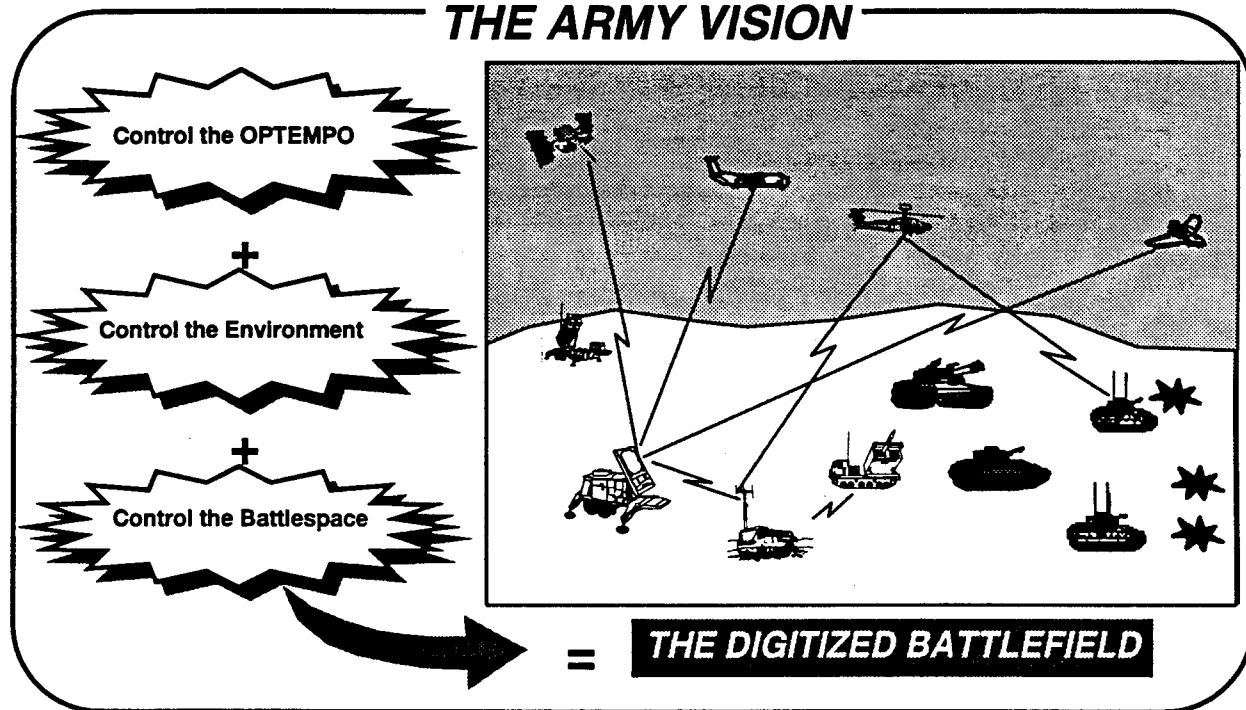 THE ARMY VISION
Control the OPTEMPO
+
Control the Environment
+
Control the Battlespace
= THE DIGITIZED BATTLEFIELD